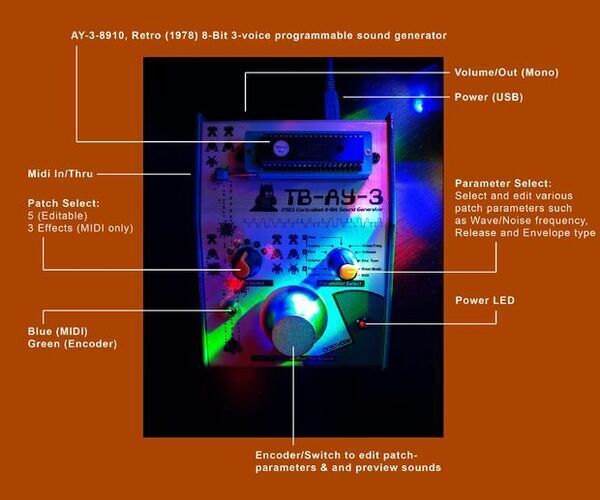 AY-3-8910, Retro (1978) 8-Bit 3-voice programmable sound generator
Volume/Out (Mono)
Power (USB)
Midi In/Thru
Patch Select:
5 (Editable)
3 Effects (MIDI only)
Parameter Select:
Select and edit various
patch parameters such
as Wave/Noise frequency,
Release and Envelope type
TB-AY-3
MIDI Controlled 8-Bit Sound Generator
Parameter Select
Power LED
Blue (MIDI)
Green (Encoder)
Encoder/Switch to edit patch-
parameters & and preview sounds